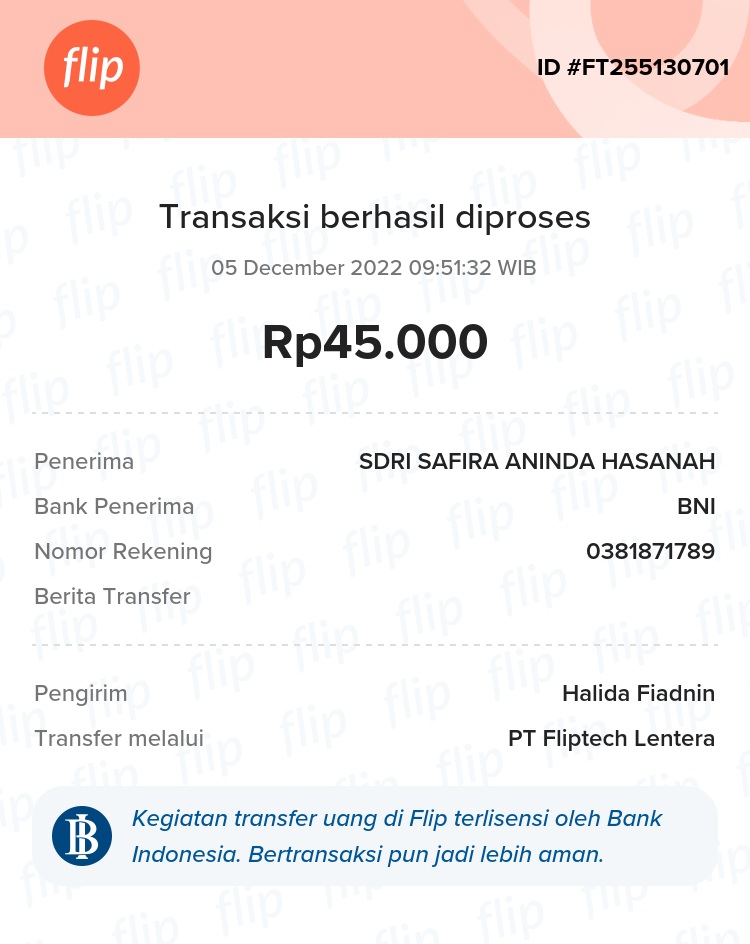 flip
ID #FT255130701
Transaksi berhasil diproses
05 December 2022 09:51:32 WIB
Rp45.000
Penerima SDRI SAFIRA ANINDA HASANAH
Bank Penerima BNI
Nomor Rekening 0381871789
Berita Transfer
Pengirim Halida Fiadnin
Transfer melalui PT Fliptech Lentera
Kegiatan transfer uang di Flip terlisensi oleh Bank
Indonesia. Bertransaksi pun jadi lebih aman.